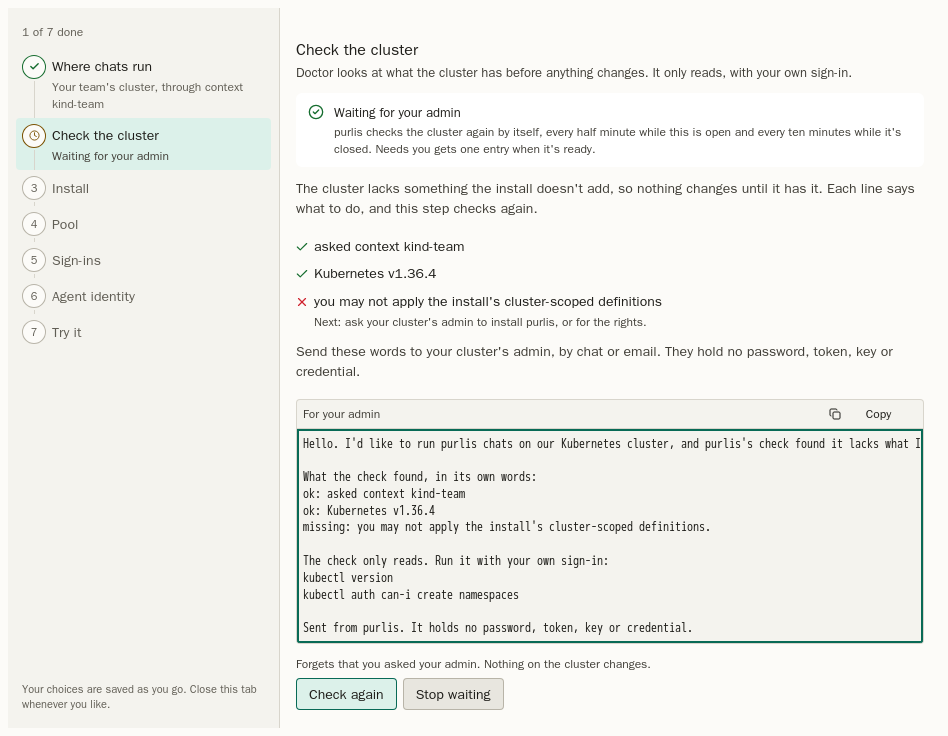 1 of 7 done
Where chats run
Your team's cluster, through context
kind-team
Check the cluster
Waiting for your admin
3 Install
4 Pool
5 Sign-ins
6 Agent identity
7 Try it
Your choices are saved as you go. Close this tab
whenever you like.
Check the cluster
Doctor looks at what the cluster has before anything changes. It only reads, with your own sign-in.
Waiting for your admin
purlis checks the cluster again by itself, every half minute while this is open and every ten minutes while it's
closed. Needs you gets one entry when it's ready.
The cluster lacks something the install doesn't add, so nothing changes until it has it. Each line says
what to do, and this step checks again.
asked context kind-team
Kubernetes v1.36.4
you may not apply the install's cluster-scoped definitions
Next: ask your cluster's admin to install purlis, or for the rights.
Send these words to your cluster's admin, by chat or email. They hold no password, token, key or
credential.
For your admin
Copy
Hello. I'd like to run purlis chats on our Kubernetes cluster, and purlis's check found it lacks what I
What the check found, in its own words:
ok: asked context kind-team
ok: Kubernetes v1.36.4
missing: you may not apply the install's cluster-scoped definitions.
The check only reads. Run it with your own sign-in:
kubectl version
kubectl auth can-i create namespaces
Sent from purlis. It holds no password, token, key or credential.
Forgets that you asked your admin. Nothing on the cluster changes.
Check again
Stop waiting